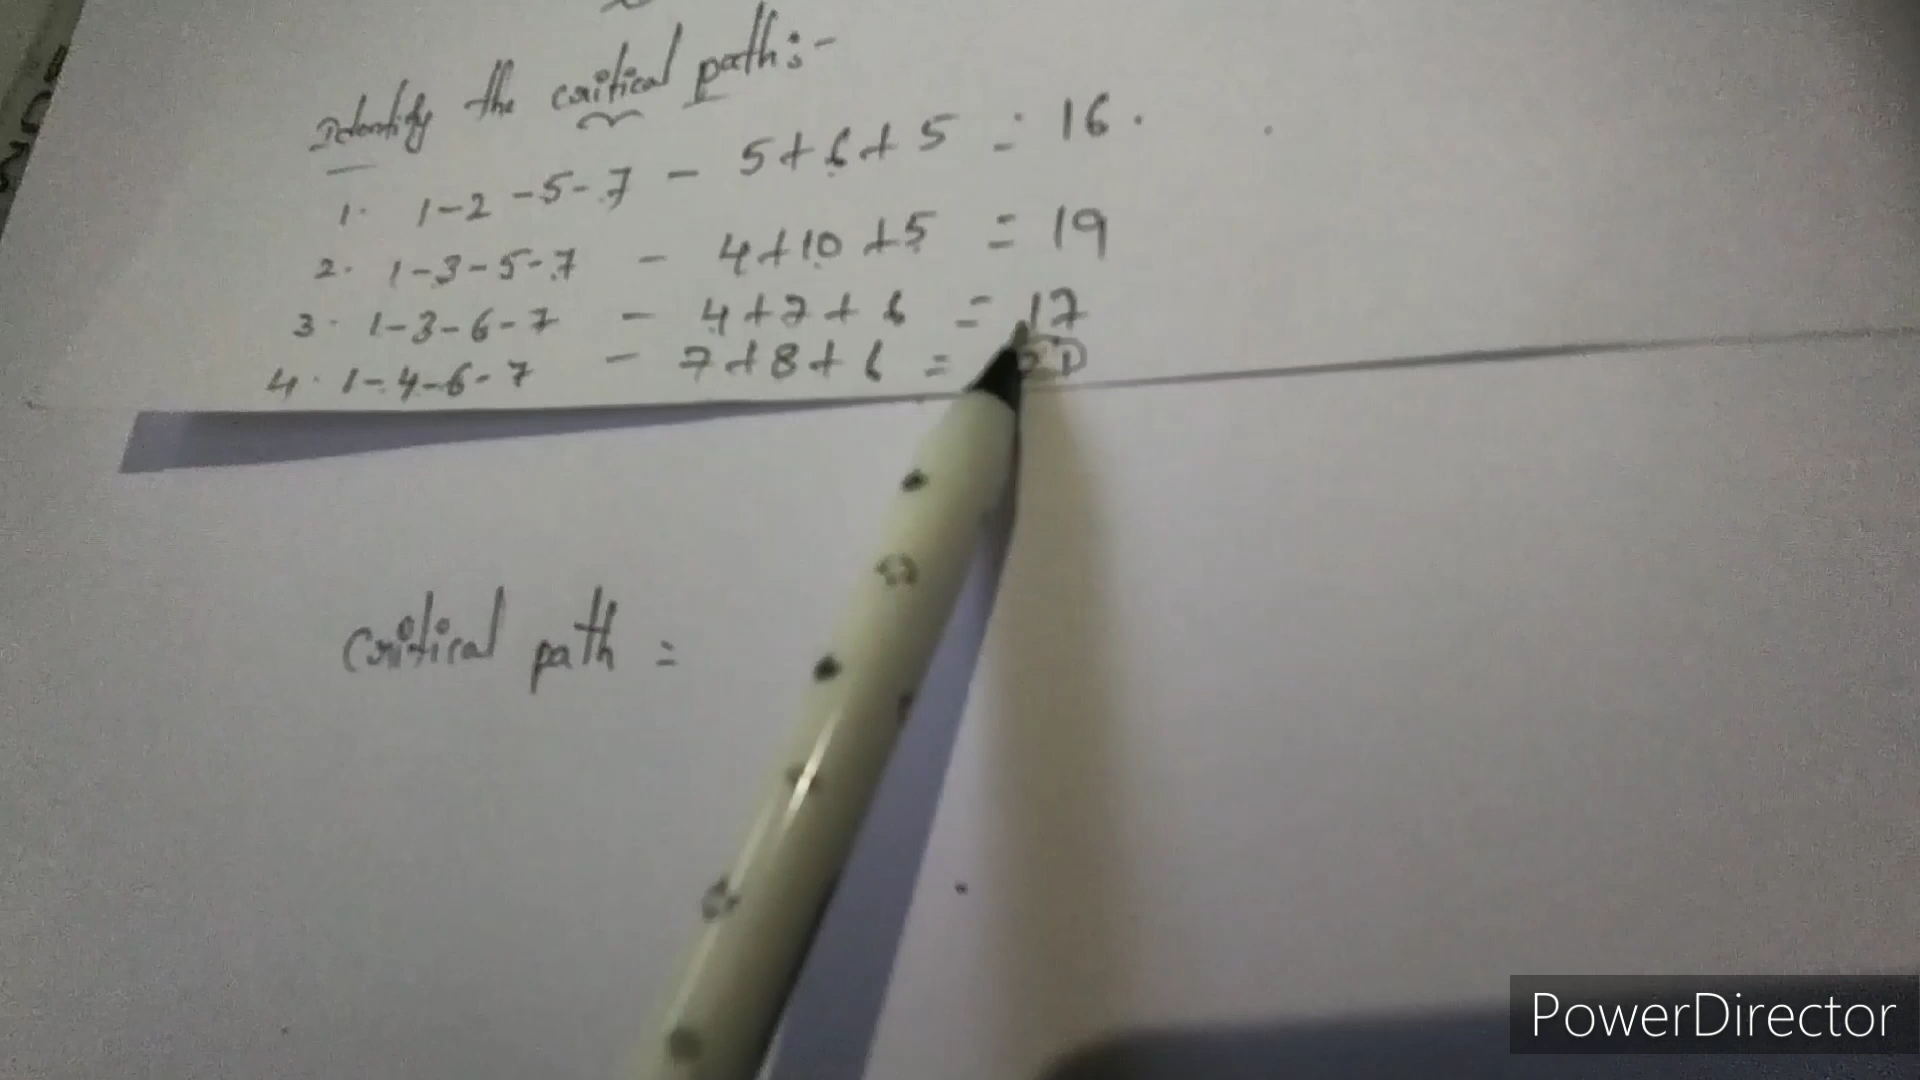 Identify the critical path:-
1. 1-2-5-7 - 5+6+5 = 16.
2. 1-3-5-7 - 4+10+5 = 19
3. 1-3-6-7 - 4+7+6 = 17
4. 1-4-6-7 - 7+8+6 =
critical path =
PowerDirector